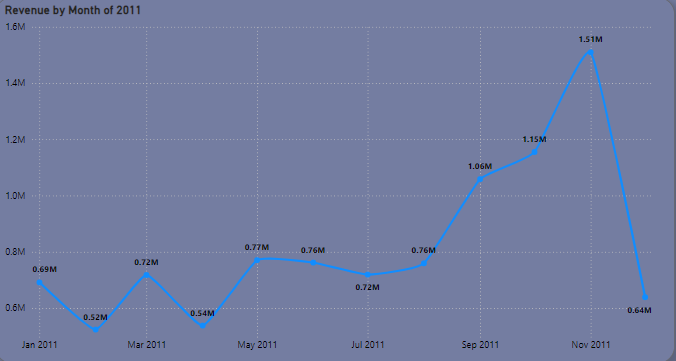 Revenue by Month of 2011
1.6M
1.51M
1.4M
1.2M
1.15M
1.06M
1.0M
0.8M
0.77M
0.76M
0.76M
0.72M
0.69M
0.72M
0.6M
0.52M
0.54M
0.64M
Jan 2011 Mar 2011 May 2011 Jul 2011 Sep 2011 Nov 2011